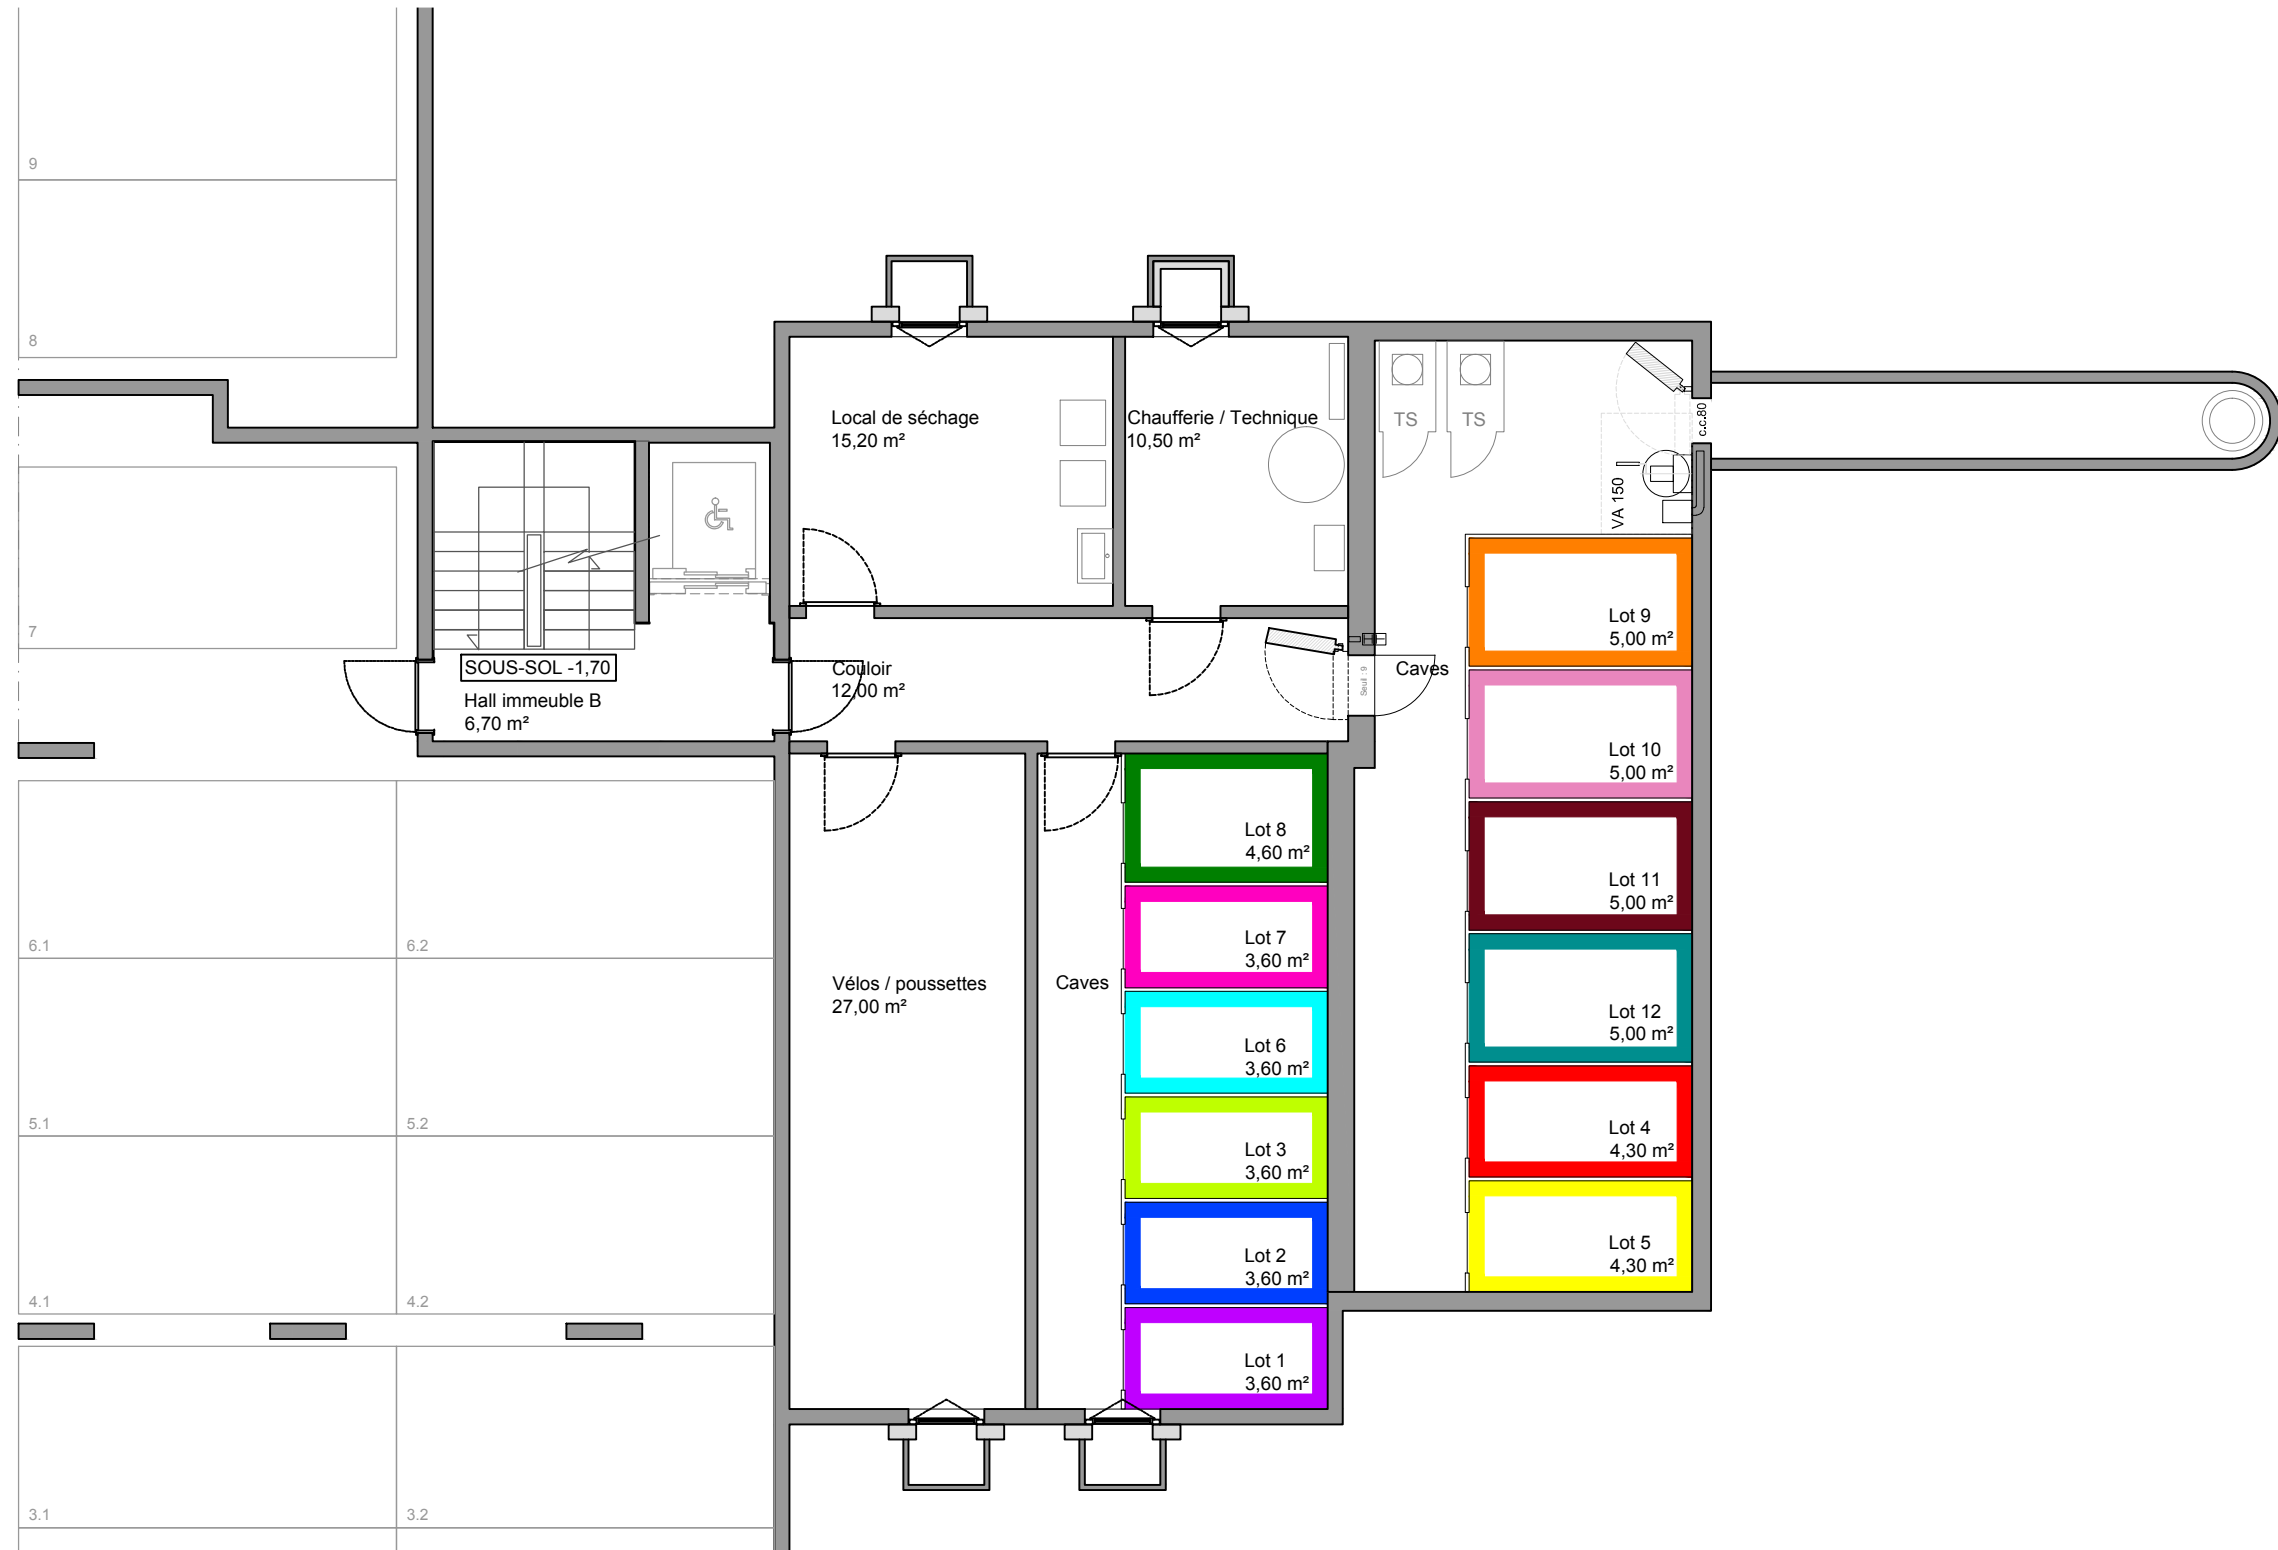 9
8
7
Local de séchage
15,20 m²
Chaufferie / Technique
10,50 m²
TS
TS
c.c.80
VA 150
SOUS-SOL -1,70
Hall immeuble B
6,70 m²
Couloir
12,00 m²
Seuil : 9
Caves
Lot 9
5,00 m²
Lot 10
5,00 m²
Lot 11
5,00 m²
Lot 12
5,00 m²
Lot 4
4,30 m²
Lot 5
4,30 m²
Lot 8
4,60 m²
Lot 7
3,60 m²
Lot 6
3,60 m²
Lot 3
3,60 m²
Lot 2
3,60 m²
Lot 1
3,60 m²
Caves
Vélos / poussettes
27,00 m²
6.1
6.2
5.1
5.2
4.1
4.2
3.1
3.2